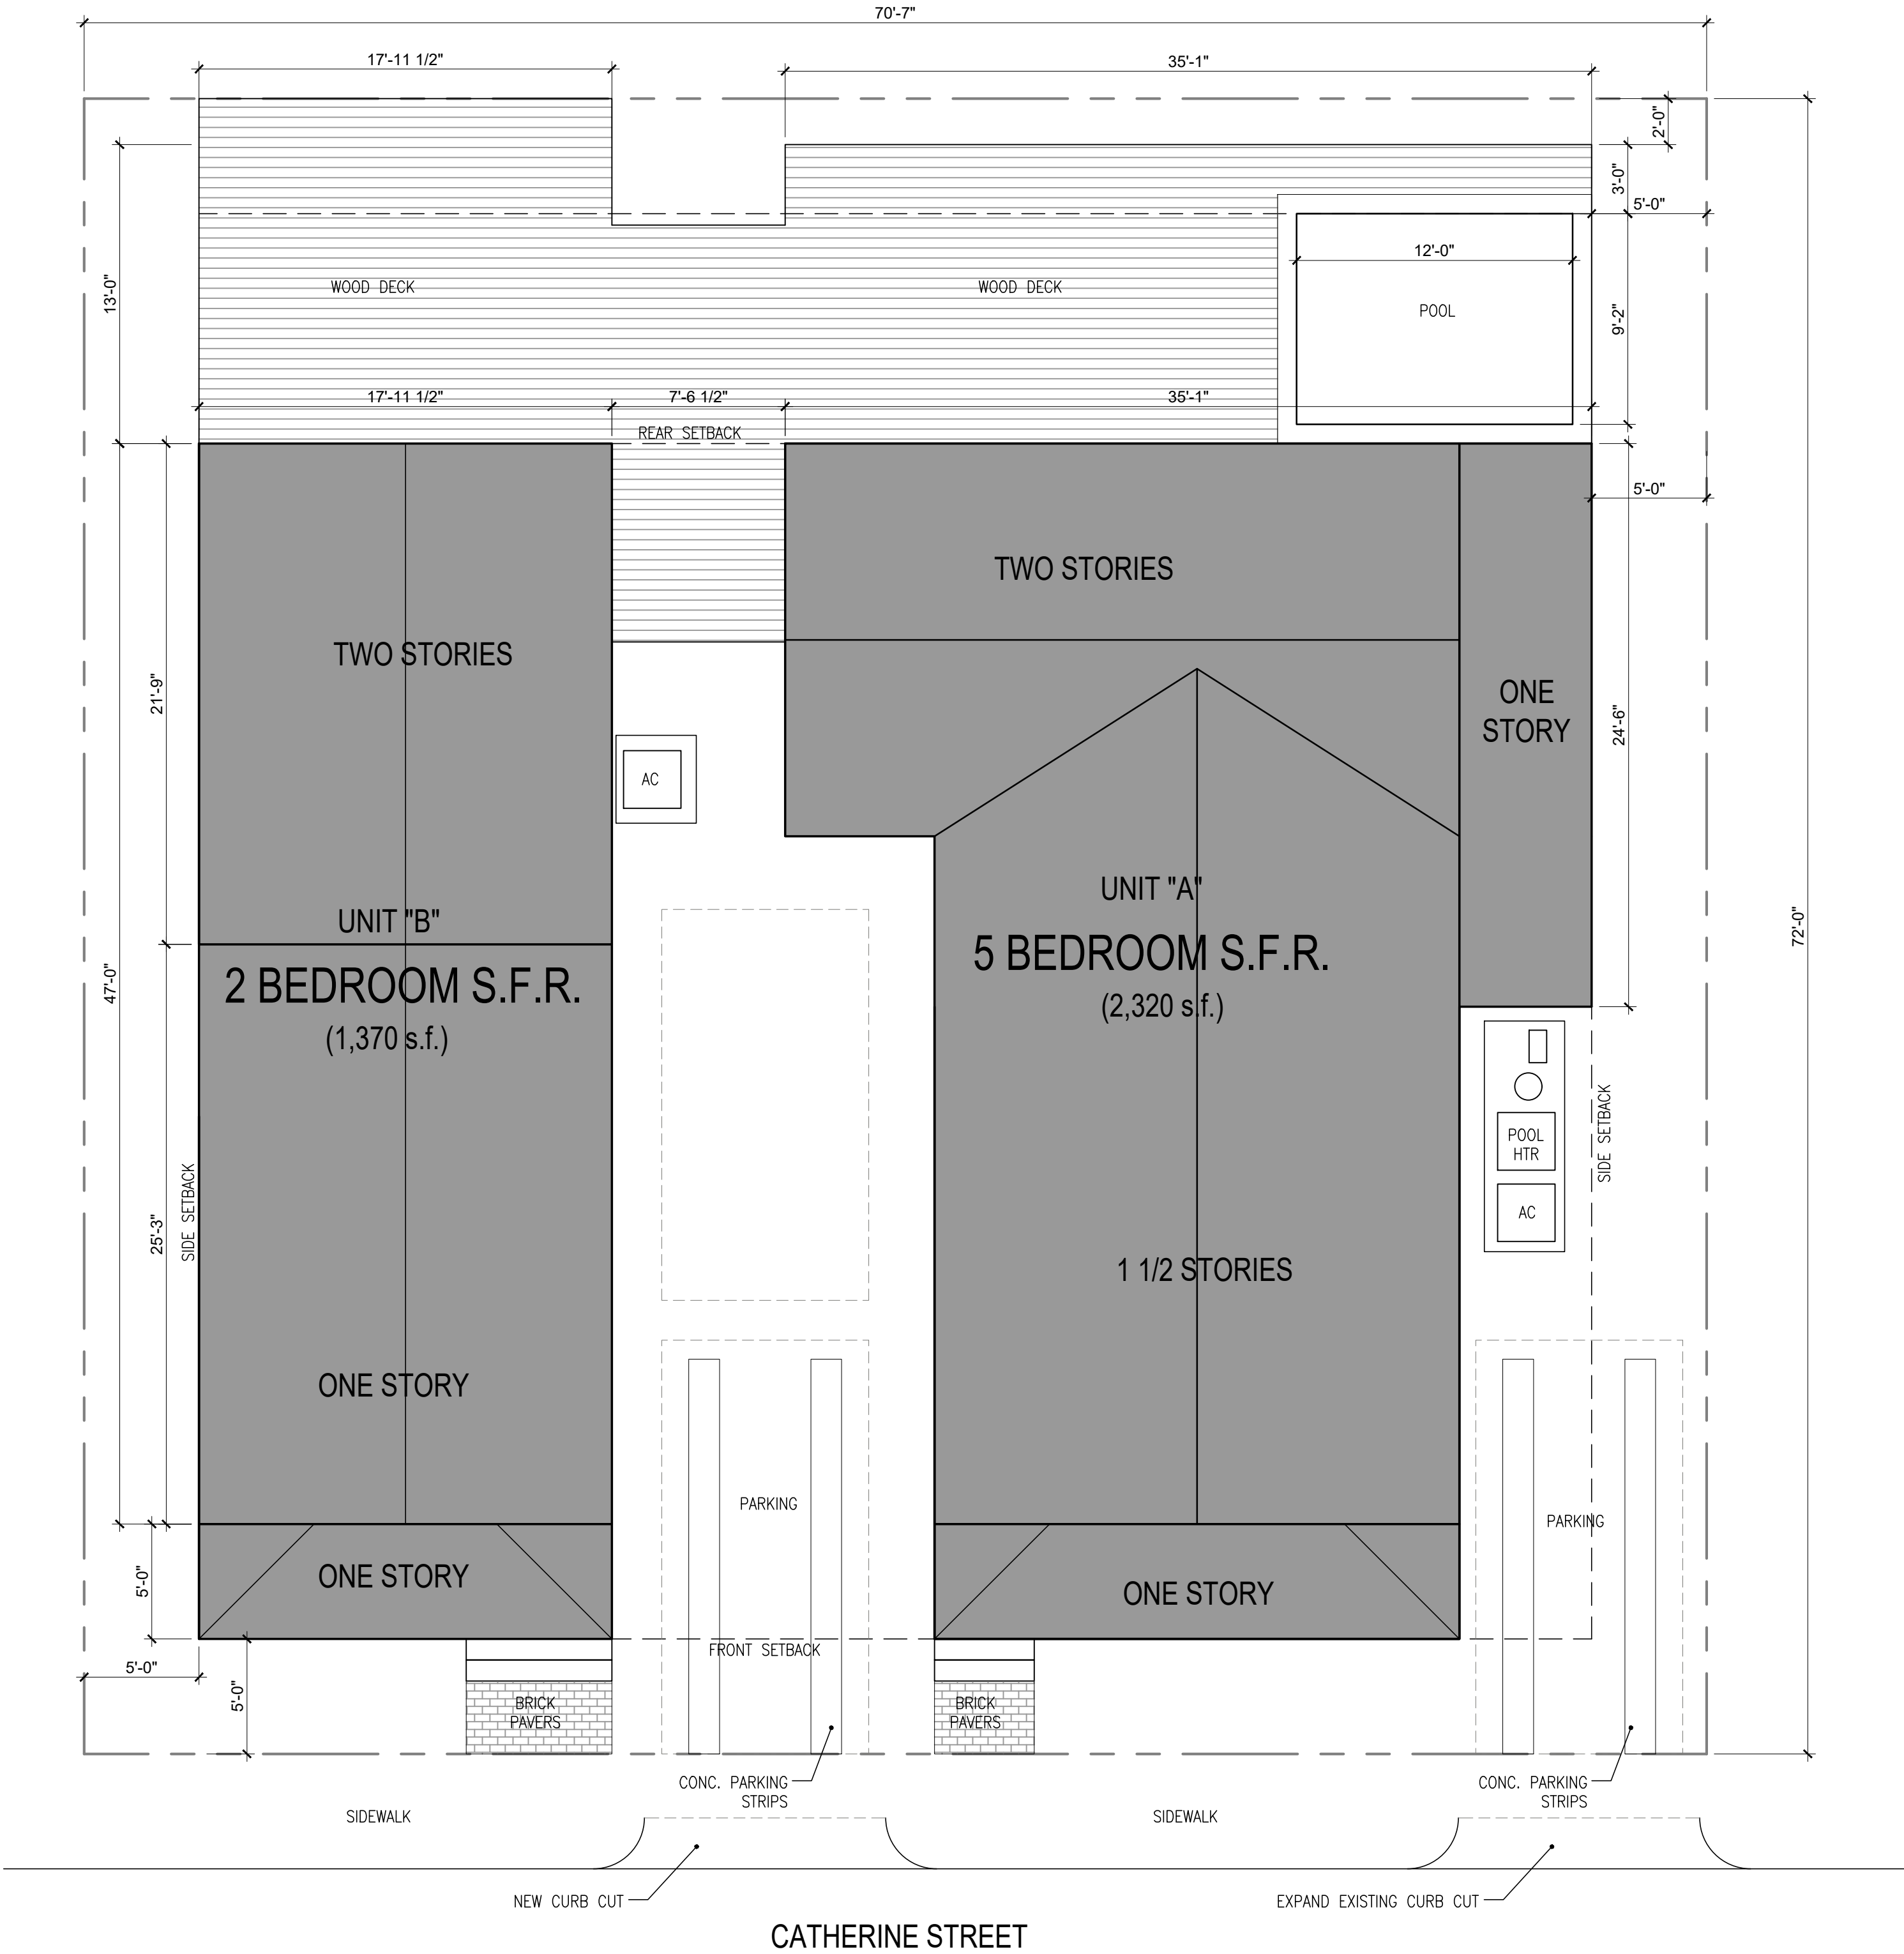 70'-7"
17'-11 1/2"
35'-1"
2'-0"
3'-0"
5'-0"
13'-0"
12'-0"
WOOD DECK
WOOD DECK
POOL
9'-2"
17'-11 1/2"
7'-6 1/2"
35'-1"
REAR SETBACK
5'-0"
TWO STORIES
TWO STORIES
21'-9"
ONE
STORY
24'-6"
AC
UNIT "B"
2 BEDROOM S.F.R.
(1,370 s.f.)
UNIT "A"
5 BEDROOM S.F.R.
(2,320 s.f.)
72'-0"
47'-0"
POOL
HTR
AC
SIDE SETBACK
SIDE SETBACK
25'-3"
1 1/2 STORIES
ONE STORY
PARKING
PARKING
ONE STORY
ONE STORY
5'-0"
FRONT SETBACK
5'-0"
5'-0"
BRICK
PAVERS
BRICK
PAVERS
CONC. PARKING
STRIPS
CONC. PARKING
STRIPS
SIDEWALK
SIDEWALK
NEW CURB CUT
EXPAND EXISTING CURB CUT
CATHERINE STREET